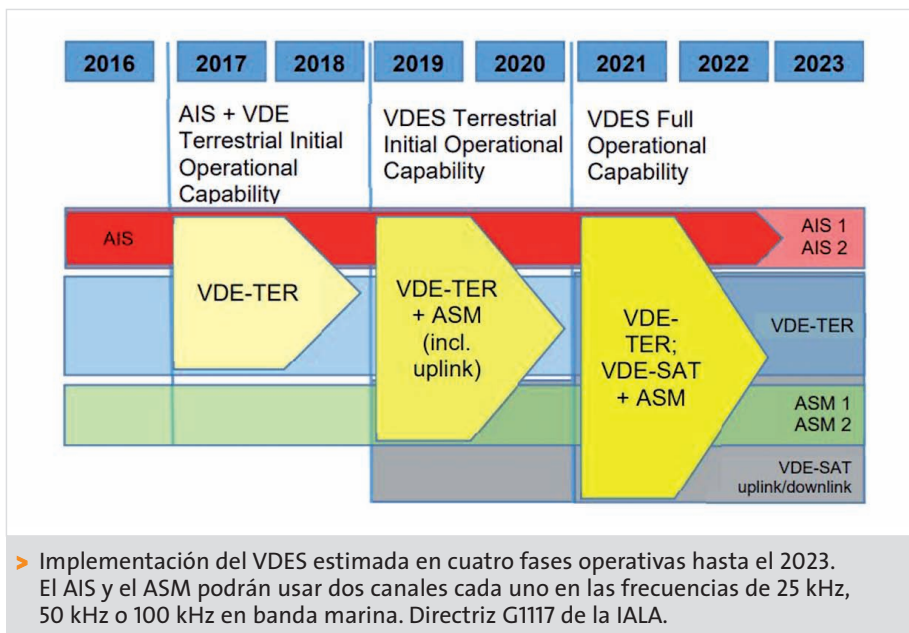 2016 2017 2018 2019 2020 2021 2022 2023
AIS + VDE
Terrestrial Initial
Operational
Capability
VDES Terrestrial
Initial Operational
Capability
VDES Full
Operational
Capability
AIS
AIS 1
AIS 2
VDE-TER
VDE-TER
+ ASM
(incl.
uplink)
VDE-
TER;
VDE-SAT
+ ASM
VDE-TER
ASM 1
ASM 2
VDE-SAT
uplink/downlink
> Implementación del VDES estimada en cuatro fases operativas hasta el 2023.
El AIS y el ASM podrán usar dos canales cada uno en las frecuencias de 25 kHz,
50 kHz o 100 kHz en banda marina. Directriz G1117 de la IALA.